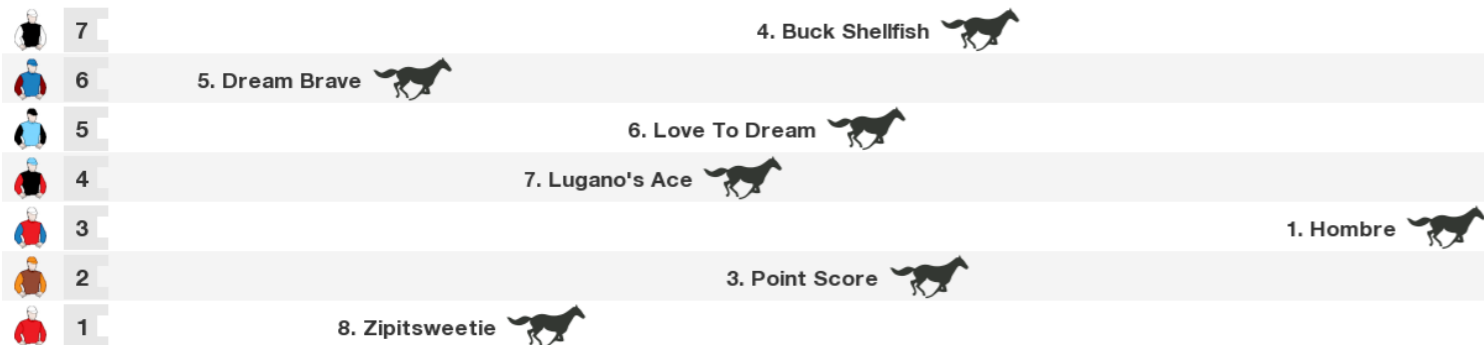 7 4. Buck Shellfish
6 5. Dream Brave
5 6. Love To Dream
4 7. Lugano's Ace
3 1. Hombre
2 3. Point Score
1 8. Zipitsweetie